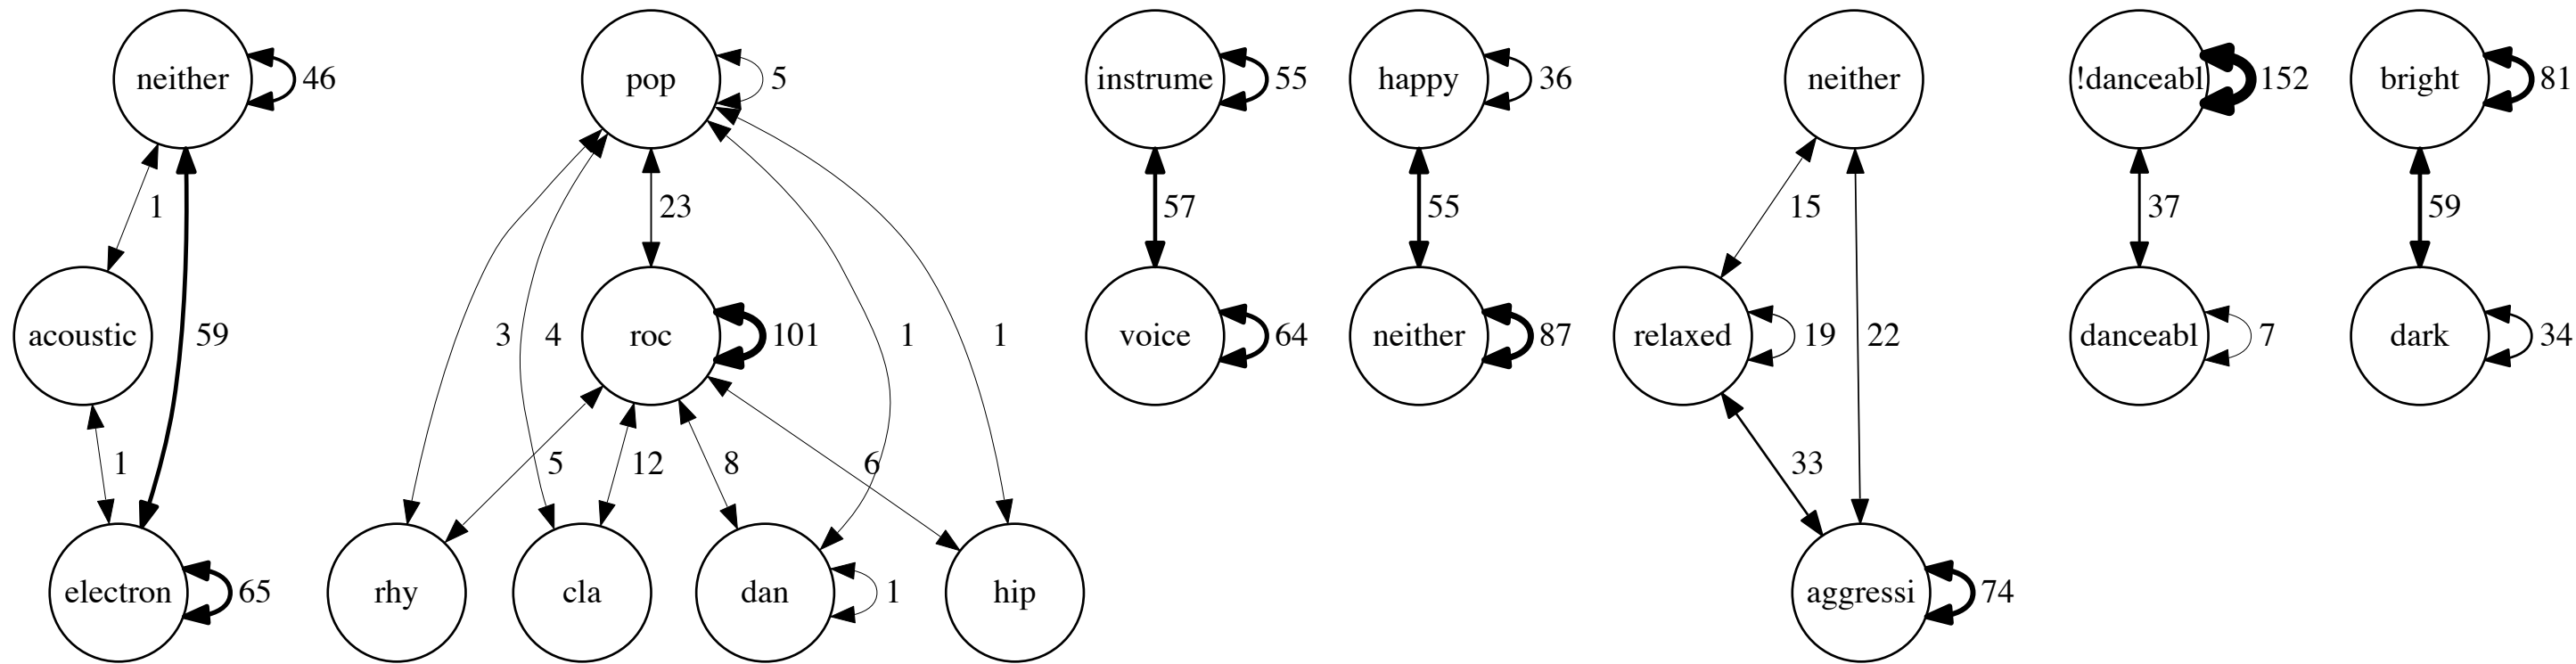 neither
46
pop
5
instrume
55
happy
36
neither
!danceabl
152
bright
81
1
23
57
55
15
37
59
acoustic
59
3
4
roc
101
1
1
voice
64
neither
87
relaxed
19
22
danceabl
7
dark
34
1
5
12
8
6
33
electron
65
rhy
cla
dan
1
hip
aggressi
74